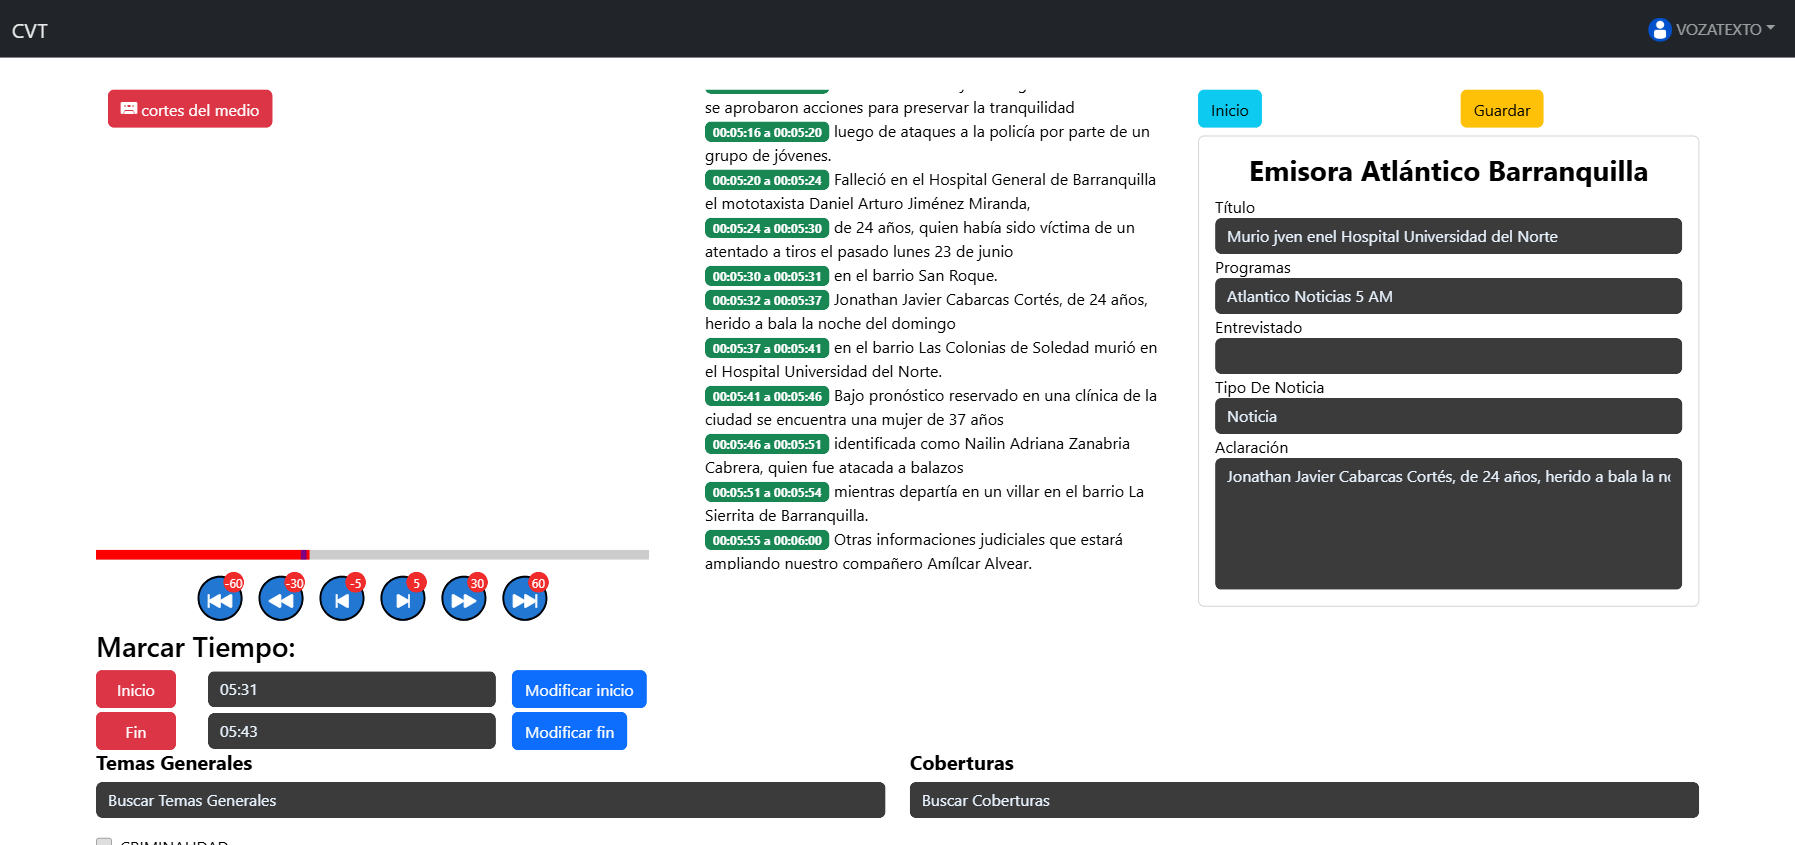 CVT
VOZATEXTO
cortes del medio
se aprobaron acciones para preservar la tranquilidad
00:05:16 a 00:05:20 luego de ataques a la policía por parte de un
grupo de jóvenes.
00:05:20 a 00:05:24 Falleció en el Hospital General de Barranquilla
el mototaxista Daniel Arturo Jiménez Miranda,
00:05:24 a 00:05:30 de 24 años, quien había sido víctima de un
atentado a tiros el pasado lunes 23 de junio
00:05:30 a 00:05:31 en el barrio San Roque.
00:05:32 a 00:05:37 Jonathan Javier Cabarcas Cortés, de 24 años,
herido a bala la noche del domingo
00:05:37 a 00:05:41 en el barrio Las Colonias de Soledad murió en
el Hospital Universidad del Norte.
00:05:41 a 00:05:46 Bajo pronóstico reservado en una clínica de la
ciudad se encuentra una mujer de 37 años
00:05:46 a 00:05:51 identificada como Nailin Adriana Zanabria
Cabrera, quien fue atacada a balazos
00:05:51 a 00:05:54 mientras departía en un villar en el barrio La
Sierrita de Barranquilla.
00:05:55 a 00:06:00 Otras informaciones judiciales que estará
ampliando nuestro compañero Amílcar Alvear.
Inicio
Guardar
Emisora Atlántico Barranquilla
Título
Murio jven enel Hospital Universidad del Norte
Programas
Atlantico Noticias 5 AM
Entrevistado
Tipo De Noticia
Noticia
Aclaración
Jonathan Javier Cabarcas Cortés, de 24 años, herido a bala la
-60
-30
-5
5
30
60
Marcar Tiempo:
Inicio
05:31
Modificar inicio
Fin
05:43
Modificar fin
Temas Generales
Buscar Temas Generales
Coberturas
Buscar Coberturas
CRIMINALIDAD